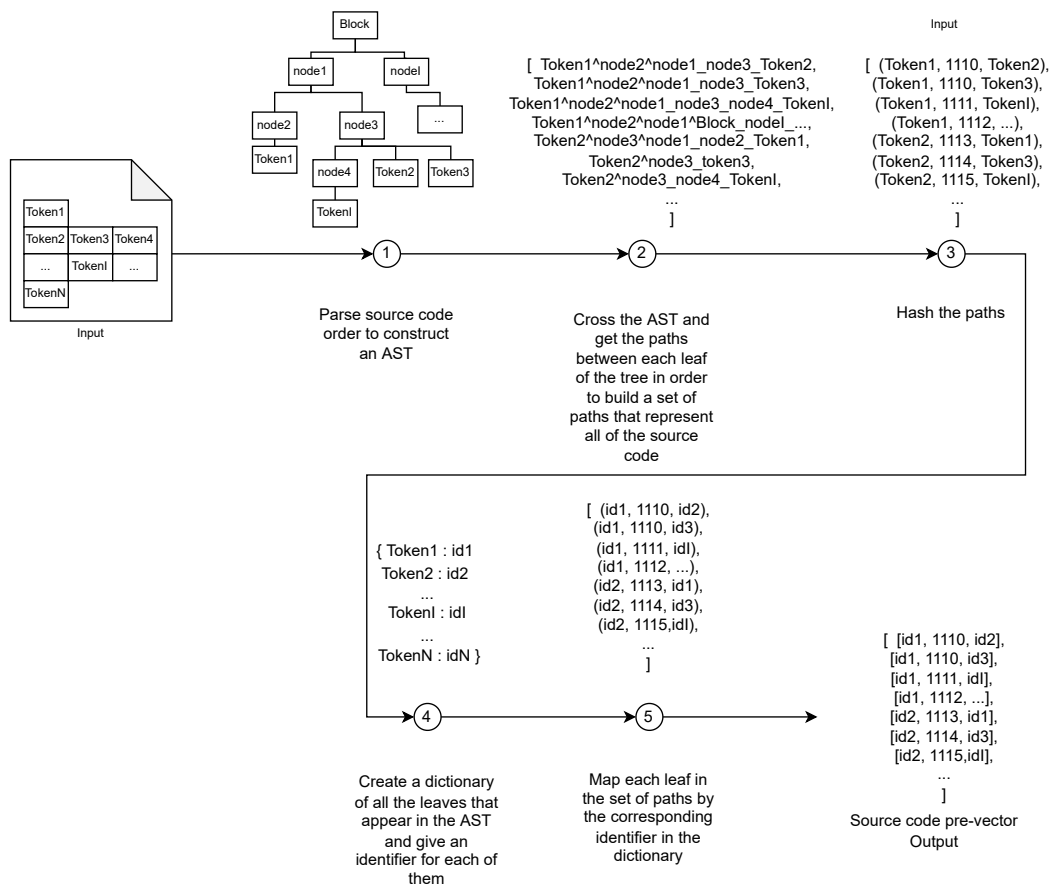 Block
node1
nodeI
node2
node3
...
Token1
node4
Token2
Token3
TokenI
Input
[ Token1^node2^node1_node3_Token2,
Token1^node2^node1_node3_Token3,
Token1^node2^node1_node3_node4_TokenI,
Token1^node2^node1^Block_nodeI_...,
Token2^node3^node1_node2_Token1,
Token2^node3_token3,
Token2^node3_node4_TokenI,
...
]
[ (Token1, 1110, Token2),
(Token1, 1110, Token3),
(Token1, 1111, TokenI),
(Token1, 1112, ...),
(Token2, 1113, Token1),
(Token2, 1114, Token3),
(Token2, 1115, TokenI),
...
]
Token1
Token2 Token3 Token4
... TokenI ...
TokenN
Input
1
2
3
Parse source code
order to construct
an AST
Cross the AST and
get the paths
between each leaf
of the tree in order
to build a set of
paths that represent
all of the source
code
Hash the paths
{ Token1 : id1
Token2 : id2
...
TokenI : idI
...
TokenN : idN }
[ (id1, 1110, id2),
(id1, 1110, id3),
(id1, 1111, idI),
(id1, 1112, ...),
(id2, 1113, id1),
(id2, 1114, id3),
(id2, 1115,idI),
...
]
4
5
Create a dictionary
of all the leaves that
appear in the AST
and give an
identifier for each of
them
Map each leaf in
the set of paths by
the corresponding
identifier in the
dictionary
[ [id1, 1110, id2],
[id1, 1110, id3],
[id1, 1111, idI],
[id1, 1112, ...],
[id2, 1113, id1],
[id2, 1114, id3],
[id2, 1115,idI],
...
]
Source code pre-vector
Output